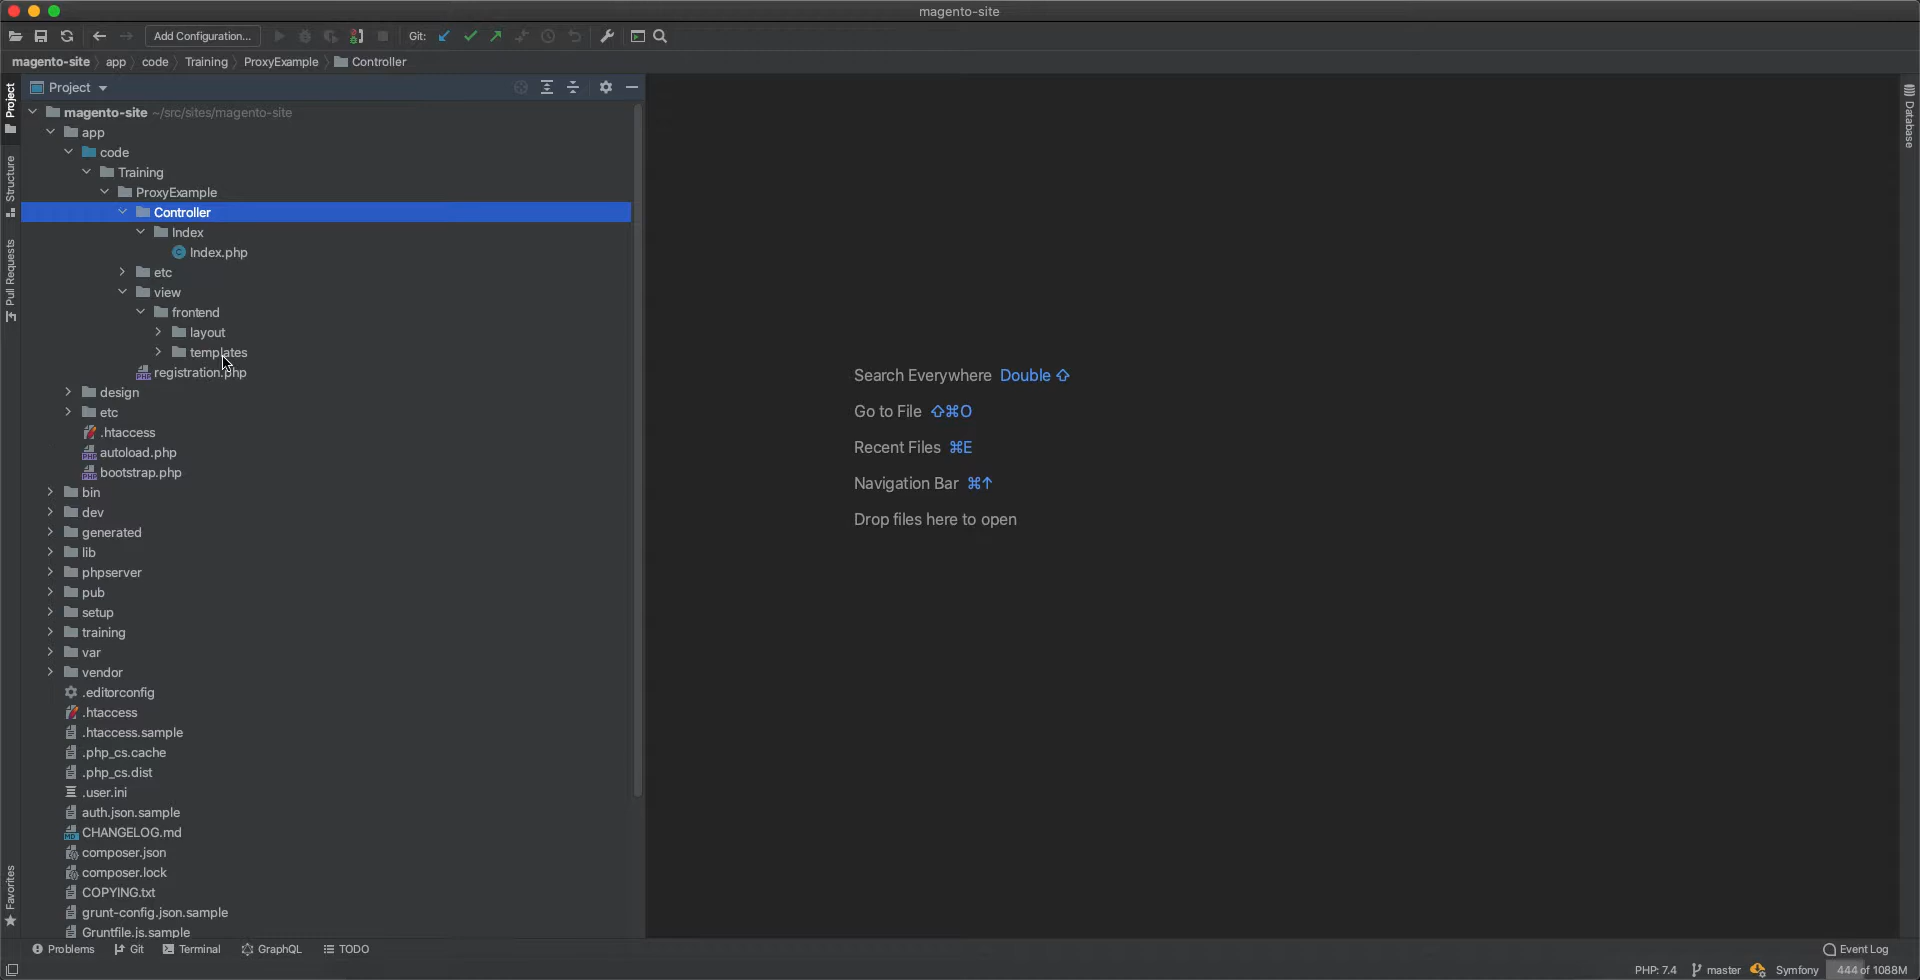 magento-site
Add Configuration...
Git:
magento-site app code Training ProxyExample Controller
Project
Project
Structure
Pull Requests
Favorites
magento-site ~/src/sites/magento-site
app
code
Training
ProxyExample
Controller
Index
Index.php
etc
view
frontend
layout
templates
registration.php
design
etc
.htaccess
autoload.php
bootstrap.php
bin
dev
generated
lib
phpserver
pub
setup
training
var
vendor
.editorconfig
.htaccess
.htaccess.sample
.php_cs.cache
.php_cs.dist
.user.ini
auth.json.sample
CHANGELOG.md
composer.json
composer.lock
COPYING.txt
grunt-config.json.sample
Gruntfile.js.sample
Search Everywhere Double ⇧
Go to File ⇧⌘O
Recent Files ⌘E
Navigation Bar ⌘↑
Drop files here to open
Database
Problems Git Terminal GraphQL TODO Event Log
PHP: 7.4 master Symfony 444 of 1088M